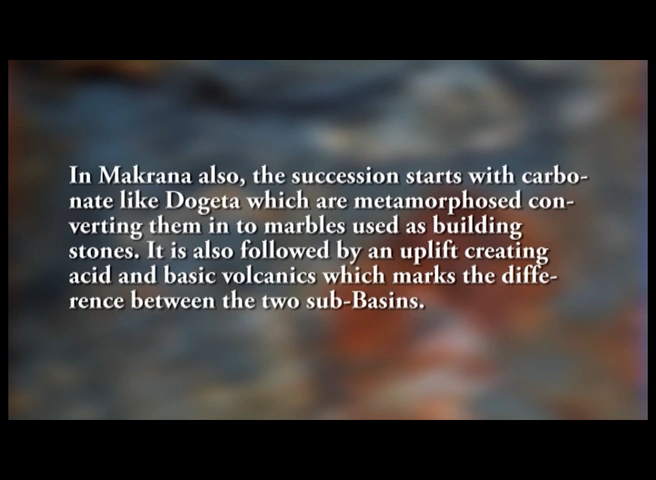 In Makrana also, the succession starts with carbo-
nate like Dogeta which are metamorphosed con-
verting them in to marbles used as building
stones. It is also followed by an uplift creating
acid and basic volcanics which marks the diffe-
rence between the two sub-Basins.